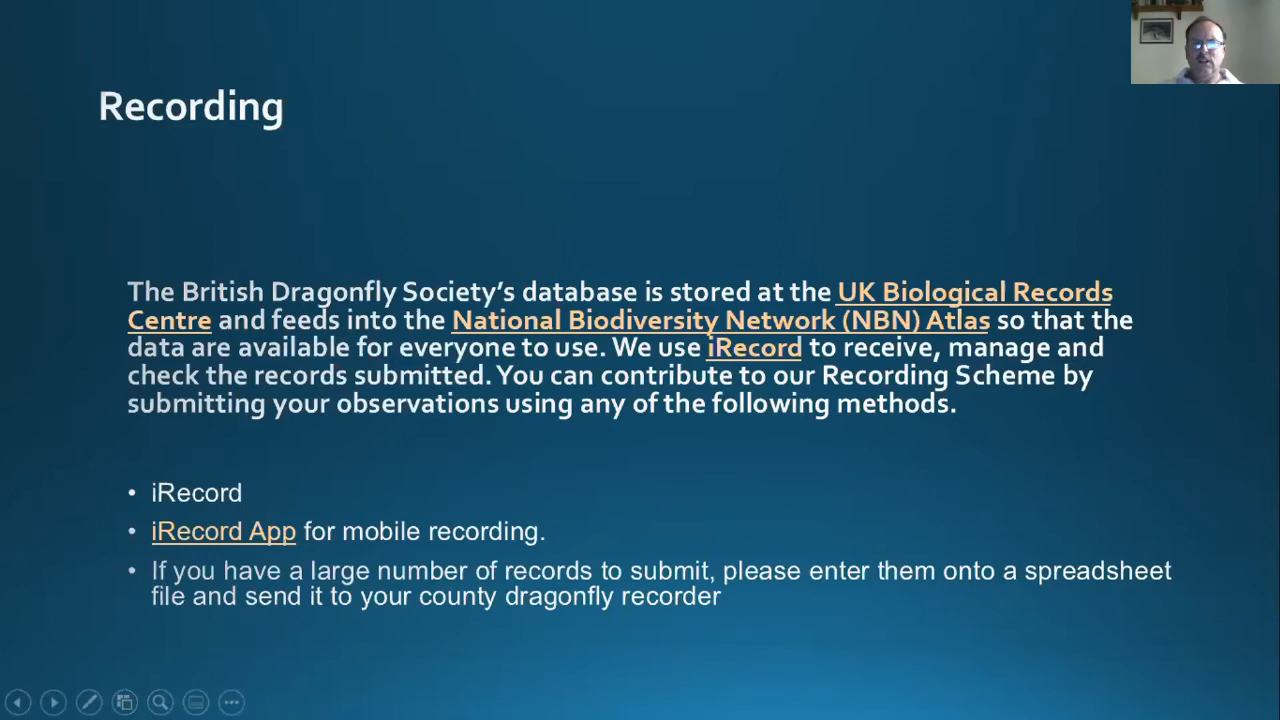 Recording
The British Dragonfly Society’s database is stored at the UK Biological Records
Centre and feeds into the National Biodiversity Network (NBN) Atlas so that the
data are available for everyone to use. We use iRecord to receive, manage and
check the records submitted. You can contribute to our Recording Scheme by
submitting your observations using any of the following methods.
• iRecord
• iRecord App for mobile recording.
• If you have a large number of records to submit, please enter them onto a spreadsheet
file and send it to your county dragonfly recorder